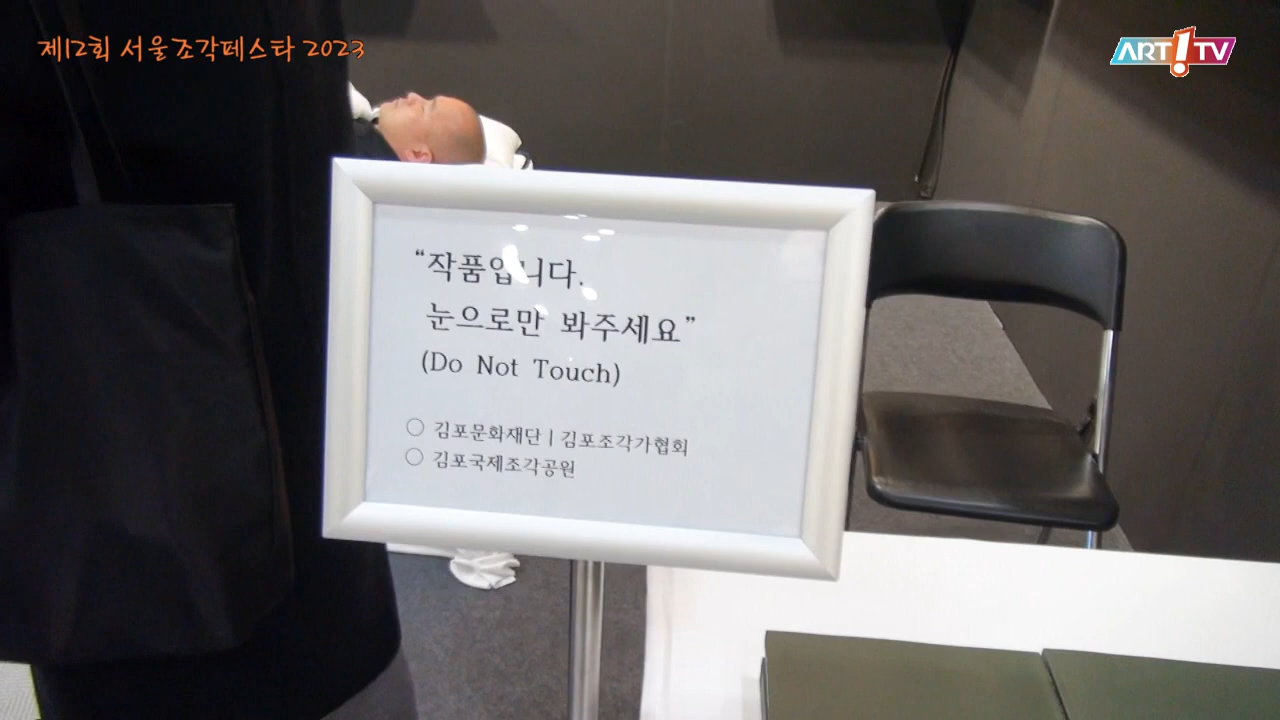 제12회 서울조각페스타 2023
ART!TV
“작품입니다.
눈으로만 봐주세요”
(Do Not Touch)
○ 김포문화재단 | 김포조각가협회
○ 김포국제조각공원